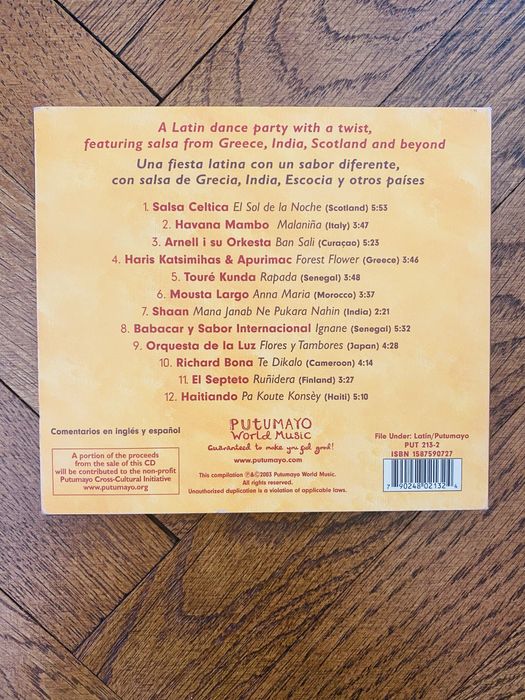 A Latin dance party with a twist,
featuring salsa from Greece, India, Scotland and beyond
Una fiesta latina con un sabor diferente,
con salsa de Grecia, India, Escocia y otros países
1. Salsa Celtica El Sol de la Noche (Scotland) 5:53
2. Havana Mambo Malaniña (Italy) 3:47
3. Arnell i su Orkesta Ban Sali (Curaçao) 5:23
4. Haris Katsimihas & Apurimac Forest Flower (Greece) 3:46
5. Touré Kunda Rapada (Senegal) 3:48
6. Mousta Largo Anna Maria (Morocco) 3:37
7. Shaan Mana Janab Ne Pukara Nahin (India) 2:21
8. Babacar y Sabor Internacional Ignane (Senegal) 5:32
9. Orquesta de la Luz Flores y Tambores (Japan) 4:28
10. Richard Bona Te Dikalo (Cameroon) 4:14
11. El Septeto Ruñidera (Finland) 3:27
12. Haitiando Pa Koute Konsèy (Haiti) 5:10
Comentarios en inglés y español
A portion of the proceeds
from the sale of this CD
will be contributed to the non-profit
Putumayo Cross-Cultural Initiative
www.putumayo.org
PUTUMAYO
World Music
Guaranteed to make you feel good!
www.putumayo.com
This compilation ℗&©2003 Putumayo World Music.
All rights reserved.
Unauthorized duplication is a violation of applicable laws.
File Under: Latin/Putumayo
PUT 213-2
ISBN 1587590727
7 90248 02132 4